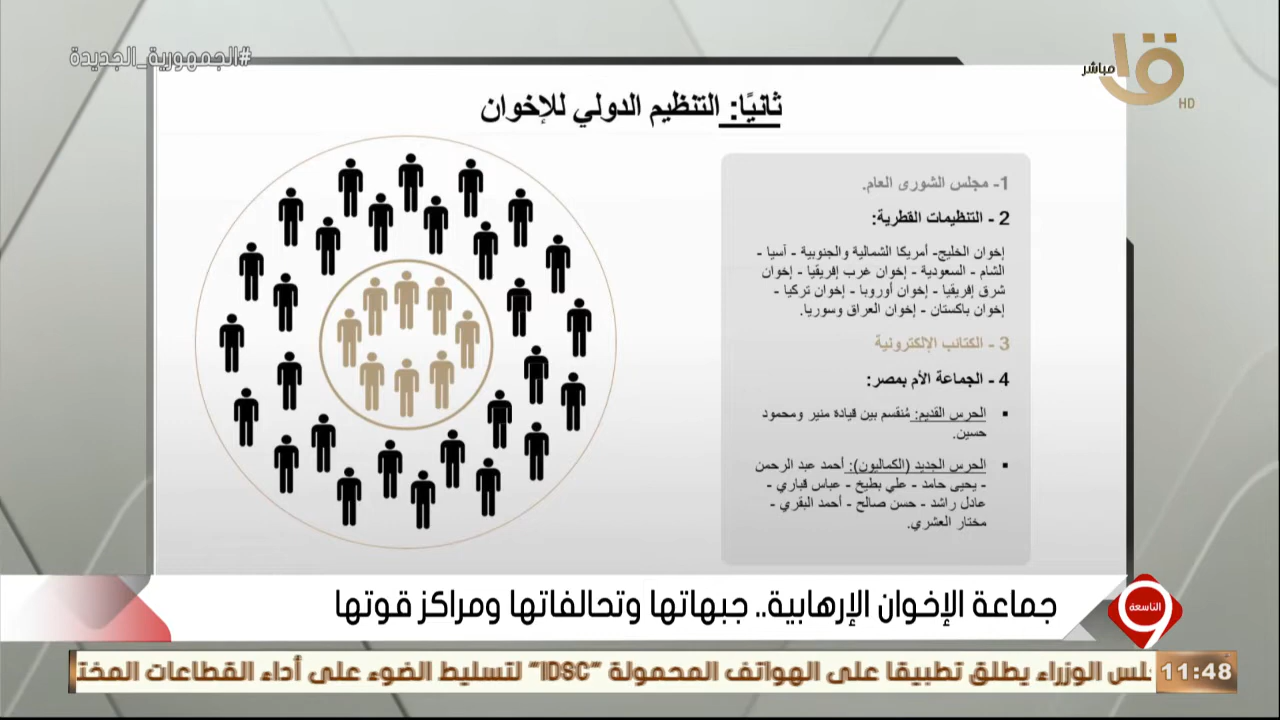 #الجمهورية_الجديدة
مباشر
HD
ثانيًا: التنظيم الدولي للإخوان
1- مجلس الشورى العام.
2 - التنظيمات القطرية:
إخوان الخليج- أمريكا الشمالية والجنوبية - آسيا -
الشام - السعودية - إخوان غرب إفريقيا - إخوان
شرق إفريقيا - إخوان أوروبا - إخوان تركيا -
إخوان باكستان - إخوان العراق وسوريا.
3 - الكتائب الإلكترونية
4 - الجماعة الأم بمصر:
▪ الحرس القديم: مُنقسم بين قيادة منير ومحمود
حسين.
▪ الحرس الجديد (الكماليون): أحمد عبد الرحمن
- يحيى حامد - علي بطيخ - عباس قباري -
عادل راشد - حسن صالح - أحمد البقري -
مختار العشري.
جماعة الإخوان الإرهابية.. جبهاتها وتحالفاتها ومراكز قوتها
التاسعة
9
لس الوزراء يطلق تطبيقا على الهواتف المحمولة "IDSC" لتسليط الضوء على أداء القطاعات المخت
11:48